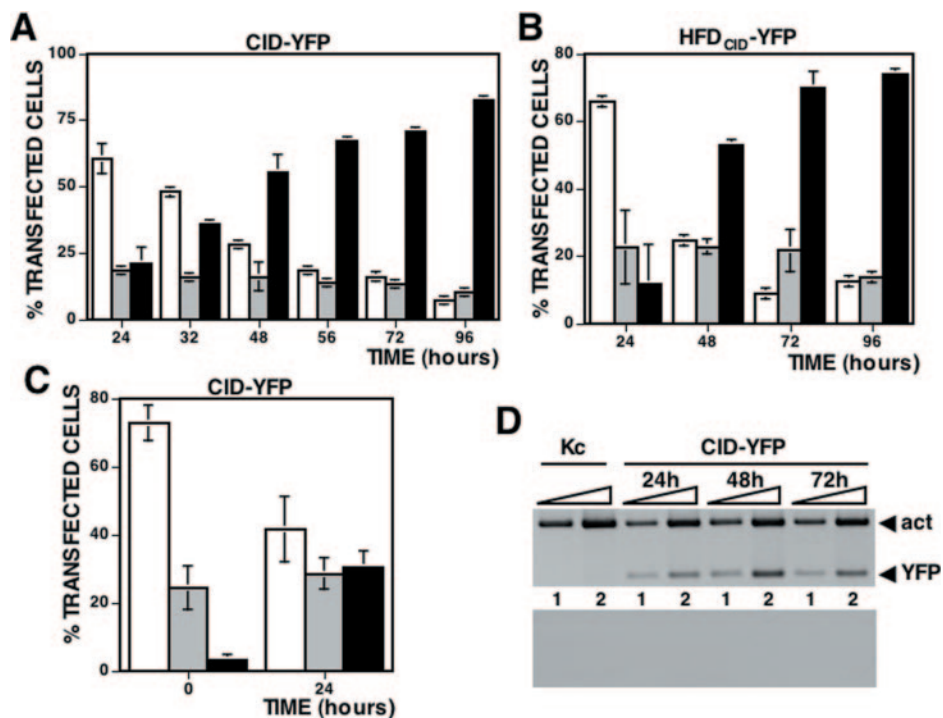 A
CID-YFP
% TRANSFECTED CELLS
100
75
50
25
0
24 32 48 56 72 96
TIME (hours)
B
HFDCID-YFP
% TRANSFECTED CELLS
80
60
40
20
0
24 48 72 96
TIME (hours)
C
CID-YFP
% TRANSFECTED CELLS
80
60
40
20
0
0 24
TIME (hours)
D
Kc CID-YFP
24h 48h 72h
act
YFP
1 2 1 2 1 2 1 2